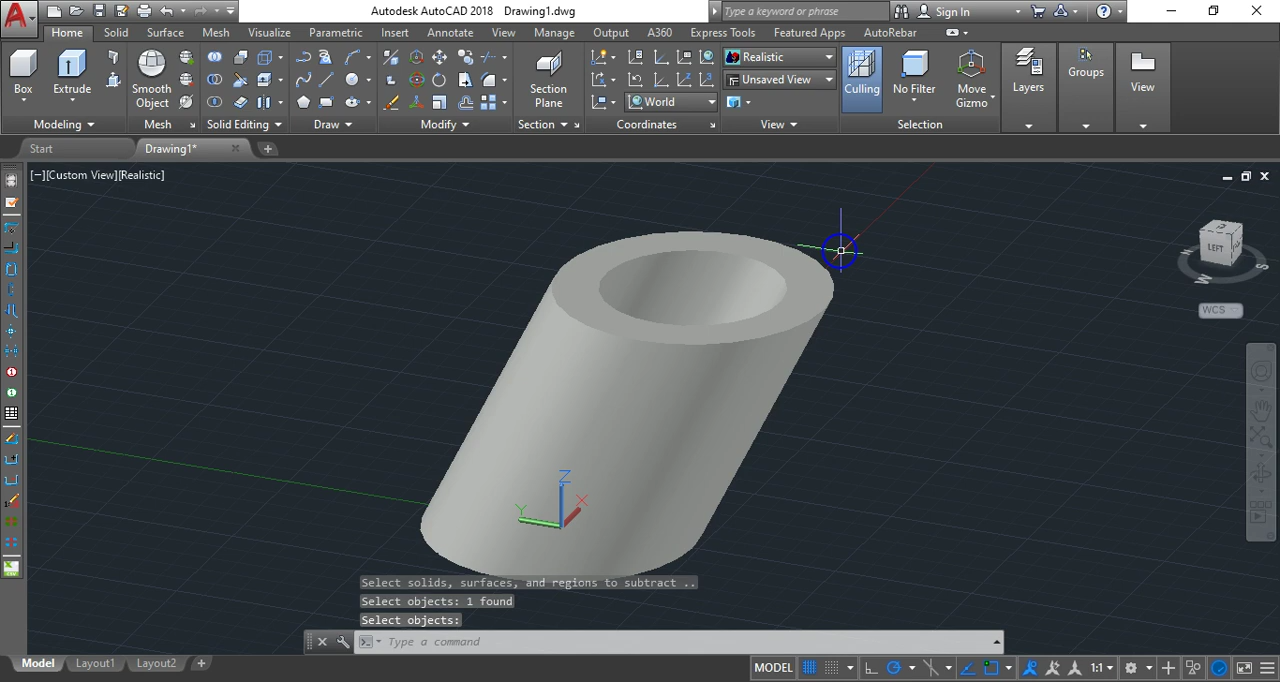 Autodesk AutoCAD 2018 Drawing1.dwg
Type a keyword or phrase
Sign In
Home Solid Surface Mesh Visualize Parametric Insert Annotate View Manage Output A360 Express Tools Featured Apps AutoRebar
Box
Extrude
Smooth Object
Section Plane
Realistic
Unsaved View
World
Culling
No Filter
Move Gizmo
Layers
Groups
View
Modeling
Mesh
Solid Editing
Draw
Modify
Section
Coordinates
View
Selection
Start
Drawing1*
[−][Custom View][Realistic]
LEFT
W
S
WCS
Z
X
Y
Select solids, surfaces, and regions to subtract ..
Select objects: 1 found
Select objects:
Type a command
Model Layout1 Layout2
MODEL
1:1